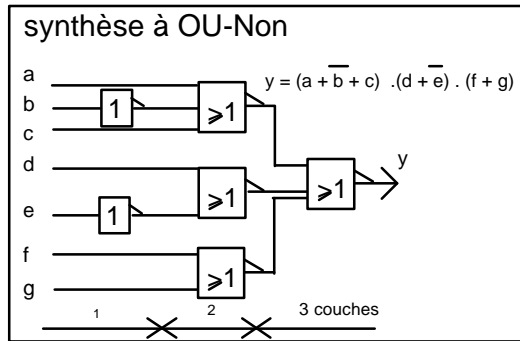 synthèse à OU-Non
a
y = (a + b̅ + c) .(d+ e̅) . (f + g)
b
1
⩾1
c
d
y
⩾1
⩾1
e
1
f
⩾1
g
1
2
3 couches